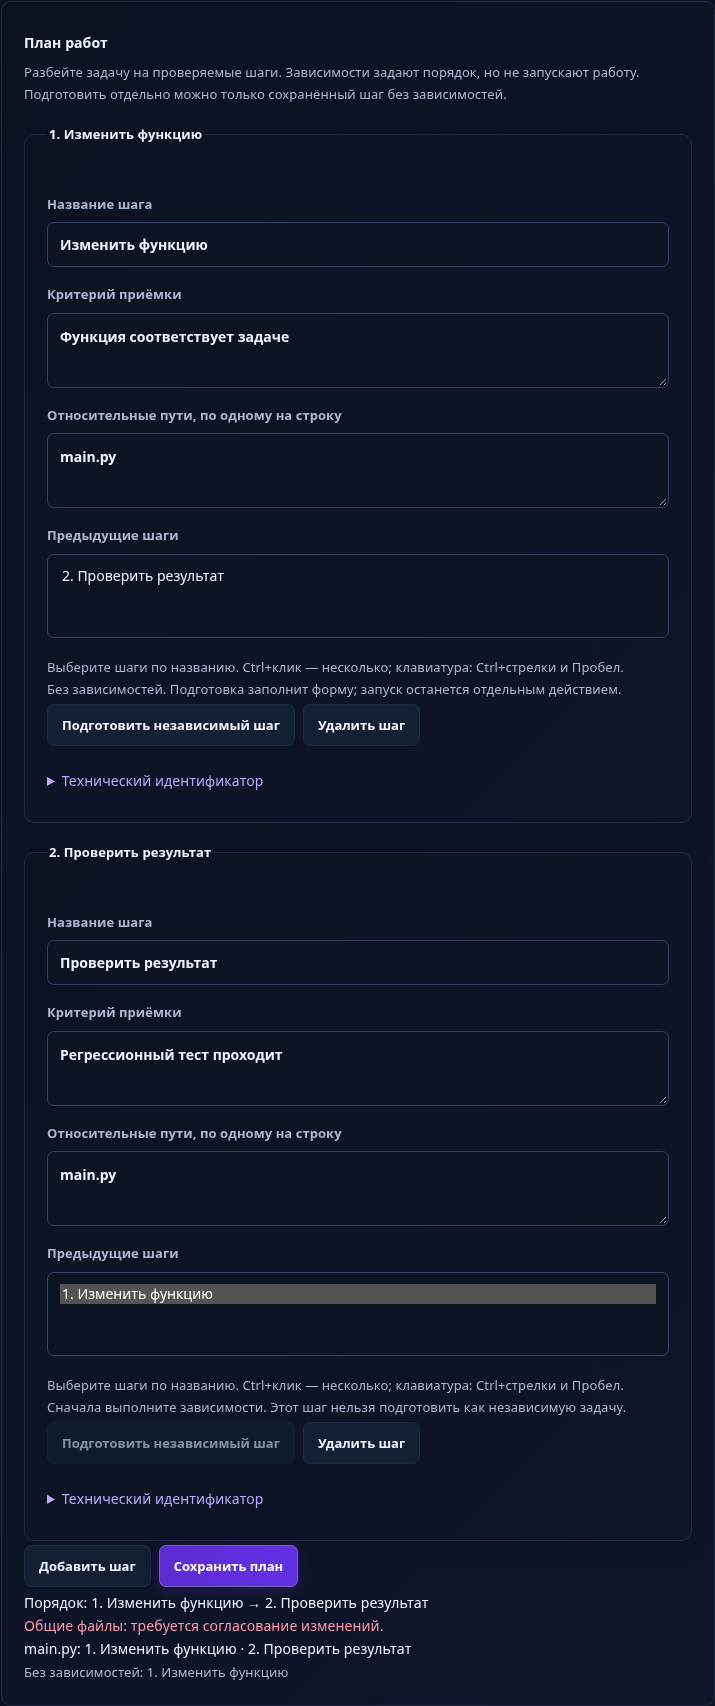 План работ
Разбейте задачу на проверяемые шаги. Зависимости задают порядок, но не запускают работу.
Подготовить отдельно можно только сохранённый шаг без зависимостей.
1. Изменить функцию
Название шага
Изменить функцию
Критерий приёмки
Функция соответствует задаче
Относительные пути, по одному на строку
main.py
Предыдущие шаги
2. Проверить результат
Выберите шаги по названию. Ctrl+клик — несколько; клавиатура: Ctrl+стрелки и Пробел.
Без зависимостей. Подготовка заполнит форму; запуск останется отдельным действием.
Подготовить независимый шаг Удалить шаг
▶ Технический идентификатор
2. Проверить результат
Название шага
Проверить результат
Критерий приёмки
Регрессионный тест проходит
Относительные пути, по одному на строку
main.py
Предыдущие шаги
1. Изменить функцию
Выберите шаги по названию. Ctrl+клик — несколько; клавиатура: Ctrl+стрелки и Пробел.
Сначала выполните зависимости. Этот шаг нельзя подготовить как независимую задачу.
Подготовить независимый шаг Удалить шаг
▶ Технический идентификатор
Добавить шаг Сохранить план
Порядок: 1. Изменить функцию → 2. Проверить результат
Общие файлы: требуется согласование изменений.
main.py: 1. Изменить функцию · 2. Проверить результат
Без зависимостей: 1. Изменить функцию